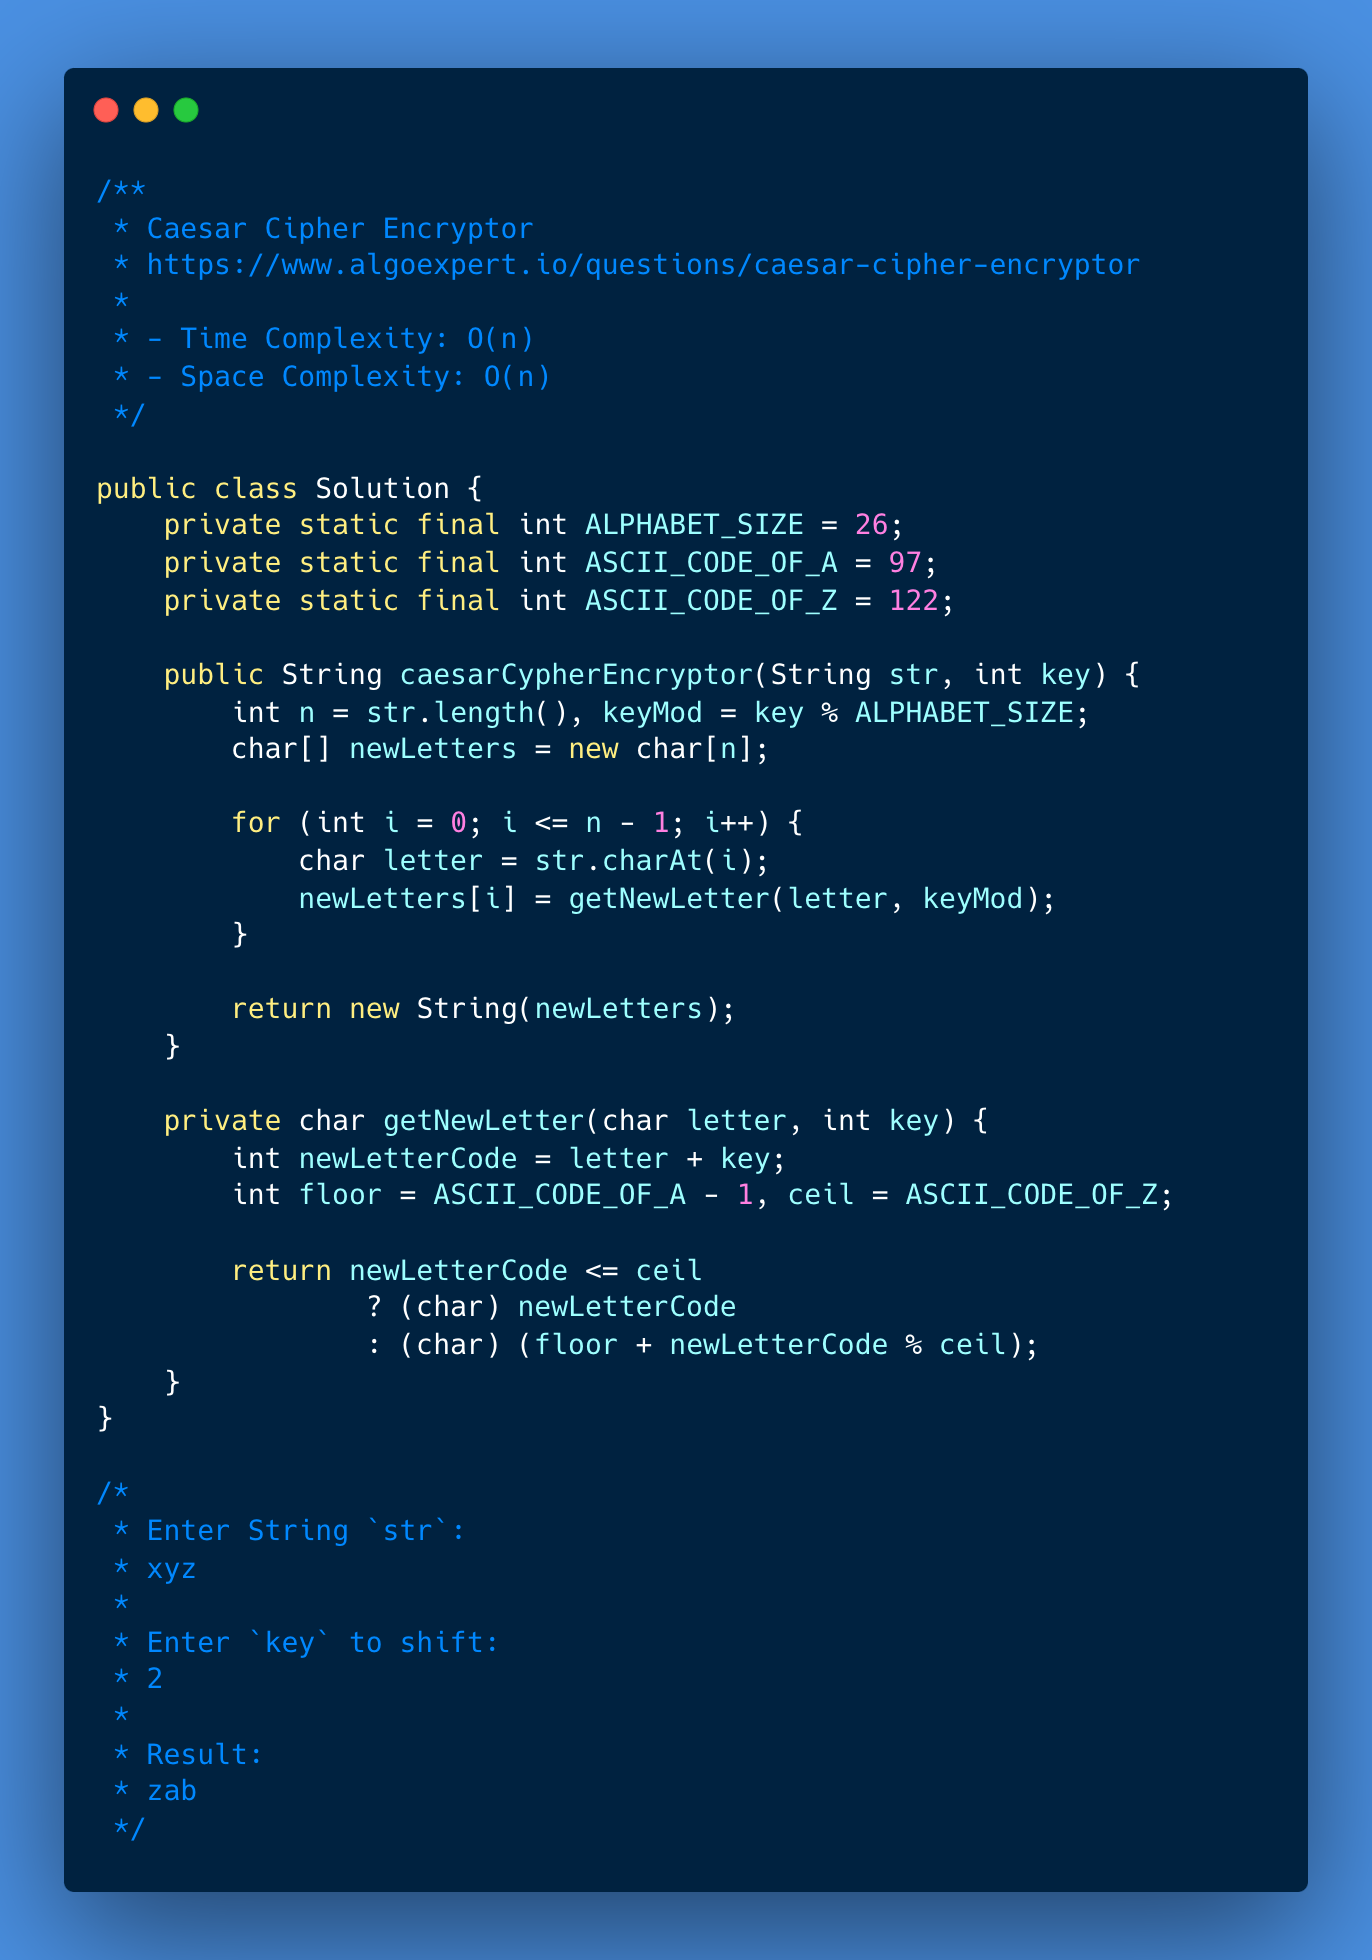 /**
 * Caesar Cipher Encryptor
 * https://www.algoexpert.io/questions/caesar-cipher-encryptor
 *
 * - Time Complexity: O(n)
 * - Space Complexity: O(n)
 */

public class Solution {
    private static final int ALPHABET_SIZE = 26;
    private static final int ASCII_CODE_OF_A = 97;
    private static final int ASCII_CODE_OF_Z = 122;

    public String caesarCypherEncryptor(String str, int key) {
        int n = str.length(), keyMod = key % ALPHABET_SIZE;
        char[] newLetters = new char[n];

        for (int i = 0; i <= n - 1; i++) {
            char letter = str.charAt(i);
            newLetters[i] = getNewLetter(letter, keyMod);
        }

        return new String(newLetters);
    }

    private char getNewLetter(char letter, int key) {
        int newLetterCode = letter + key;
        int floor = ASCII_CODE_OF_A - 1, ceil = ASCII_CODE_OF_Z;

        return newLetterCode <= ceil
                ? (char) newLetterCode
                : (char) (floor + newLetterCode % ceil);
    }
}

/*
 * Enter String `str`:
 * xyz
 *
 * Enter `key` to shift:
 * 2
 *
 * Result:
 * zab
 */